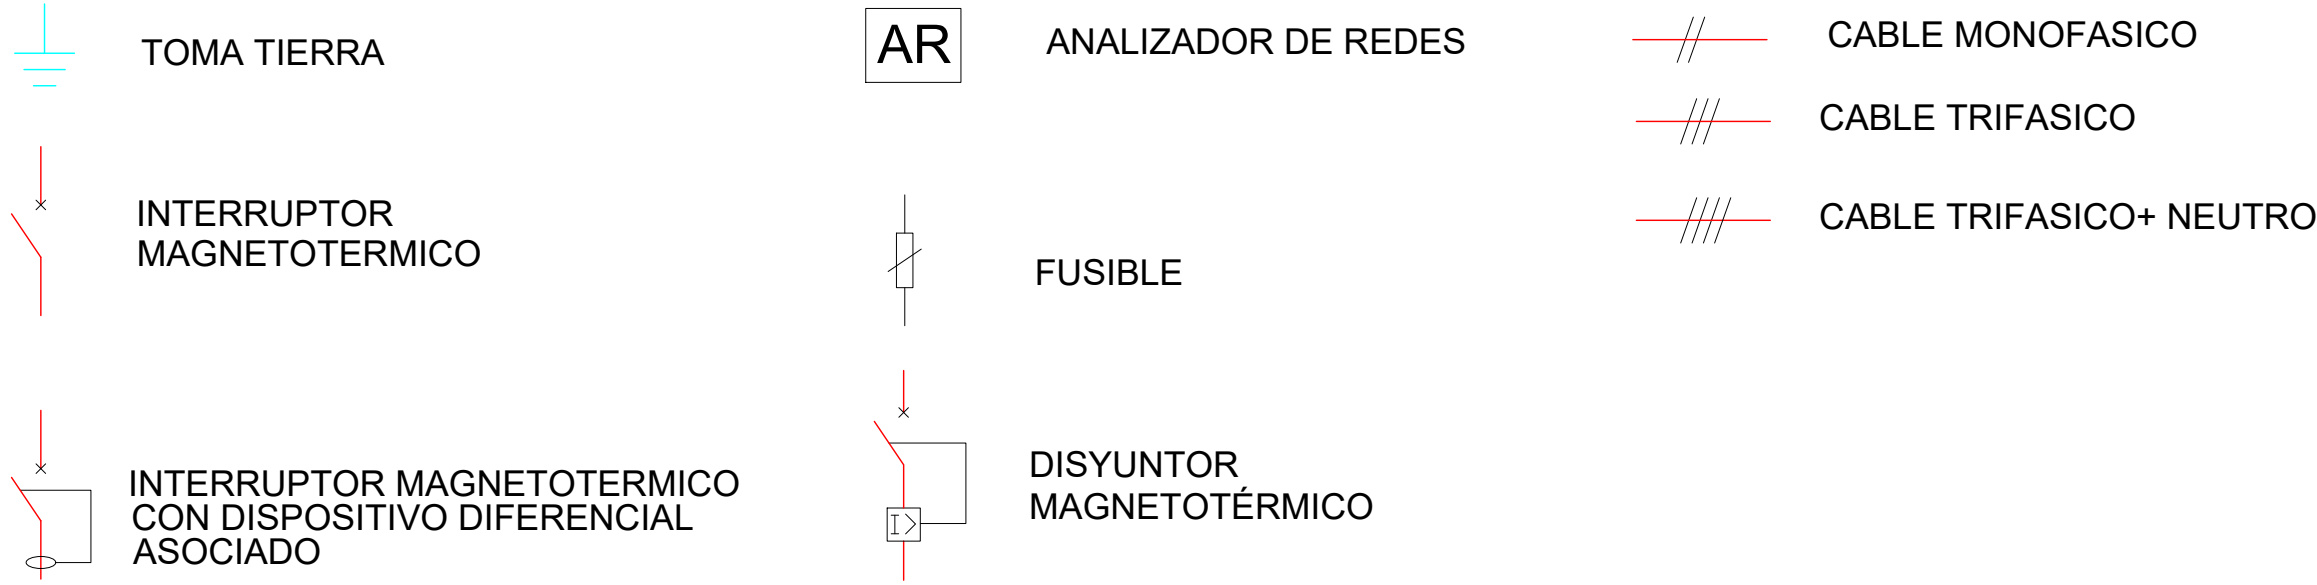 TOMA TIERRA
INTERRUPTOR
MAGNETOTERMICO
INTERRUPTOR MAGNETOTERMICO
CON DISPOSITIVO DIFERENCIAL
ASOCIADO
AR
ANALIZADOR DE REDES
FUSIBLE
I>
DISYUNTOR
MAGNETOTÉRMICO
CABLE MONOFASICO
CABLE TRIFASICO
CABLE TRIFASICO+ NEUTRO